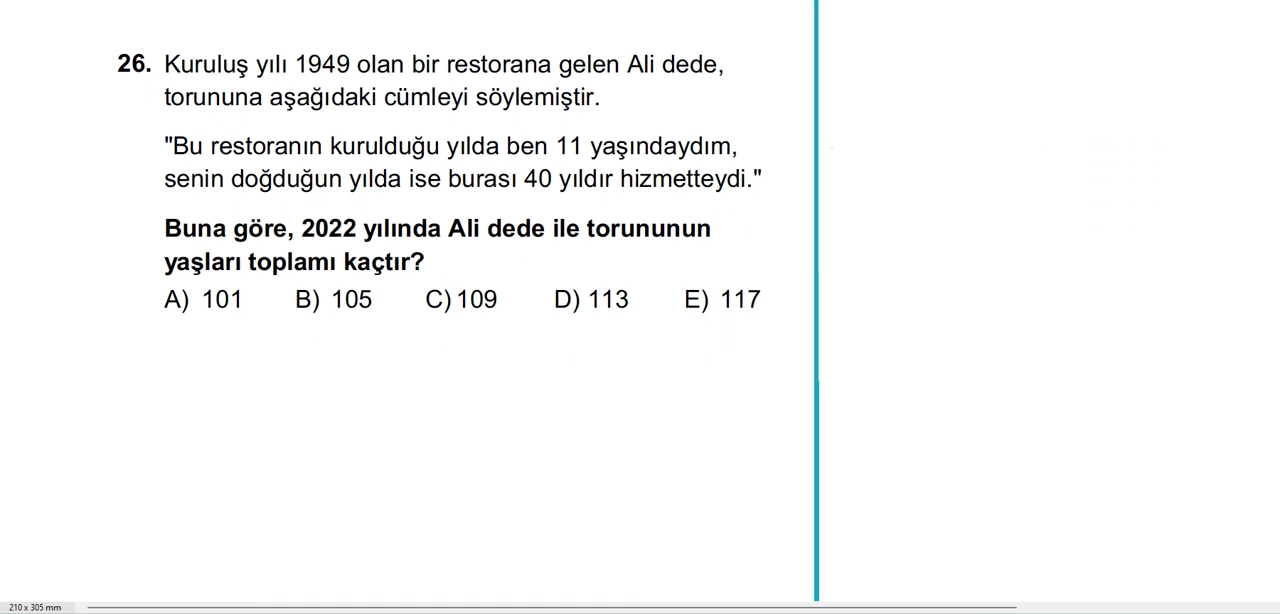 26. Kuruluş yılı 1949 olan bir restorana gelen Ali dede,
torununa aşağıdaki cümleyi söylemiştir.
"Bu restoranın kurulduğu yılda ben 11 yaşındaydım,
senin doğduğun yılda ise burası 40 yıldır hizmetteydi."
Buna göre, 2022 yılında Ali dede ile torununun
yaşları toplamı kaçtır?
A) 101 B) 105 C) 109 D) 113 E) 117
210 x 305 mm